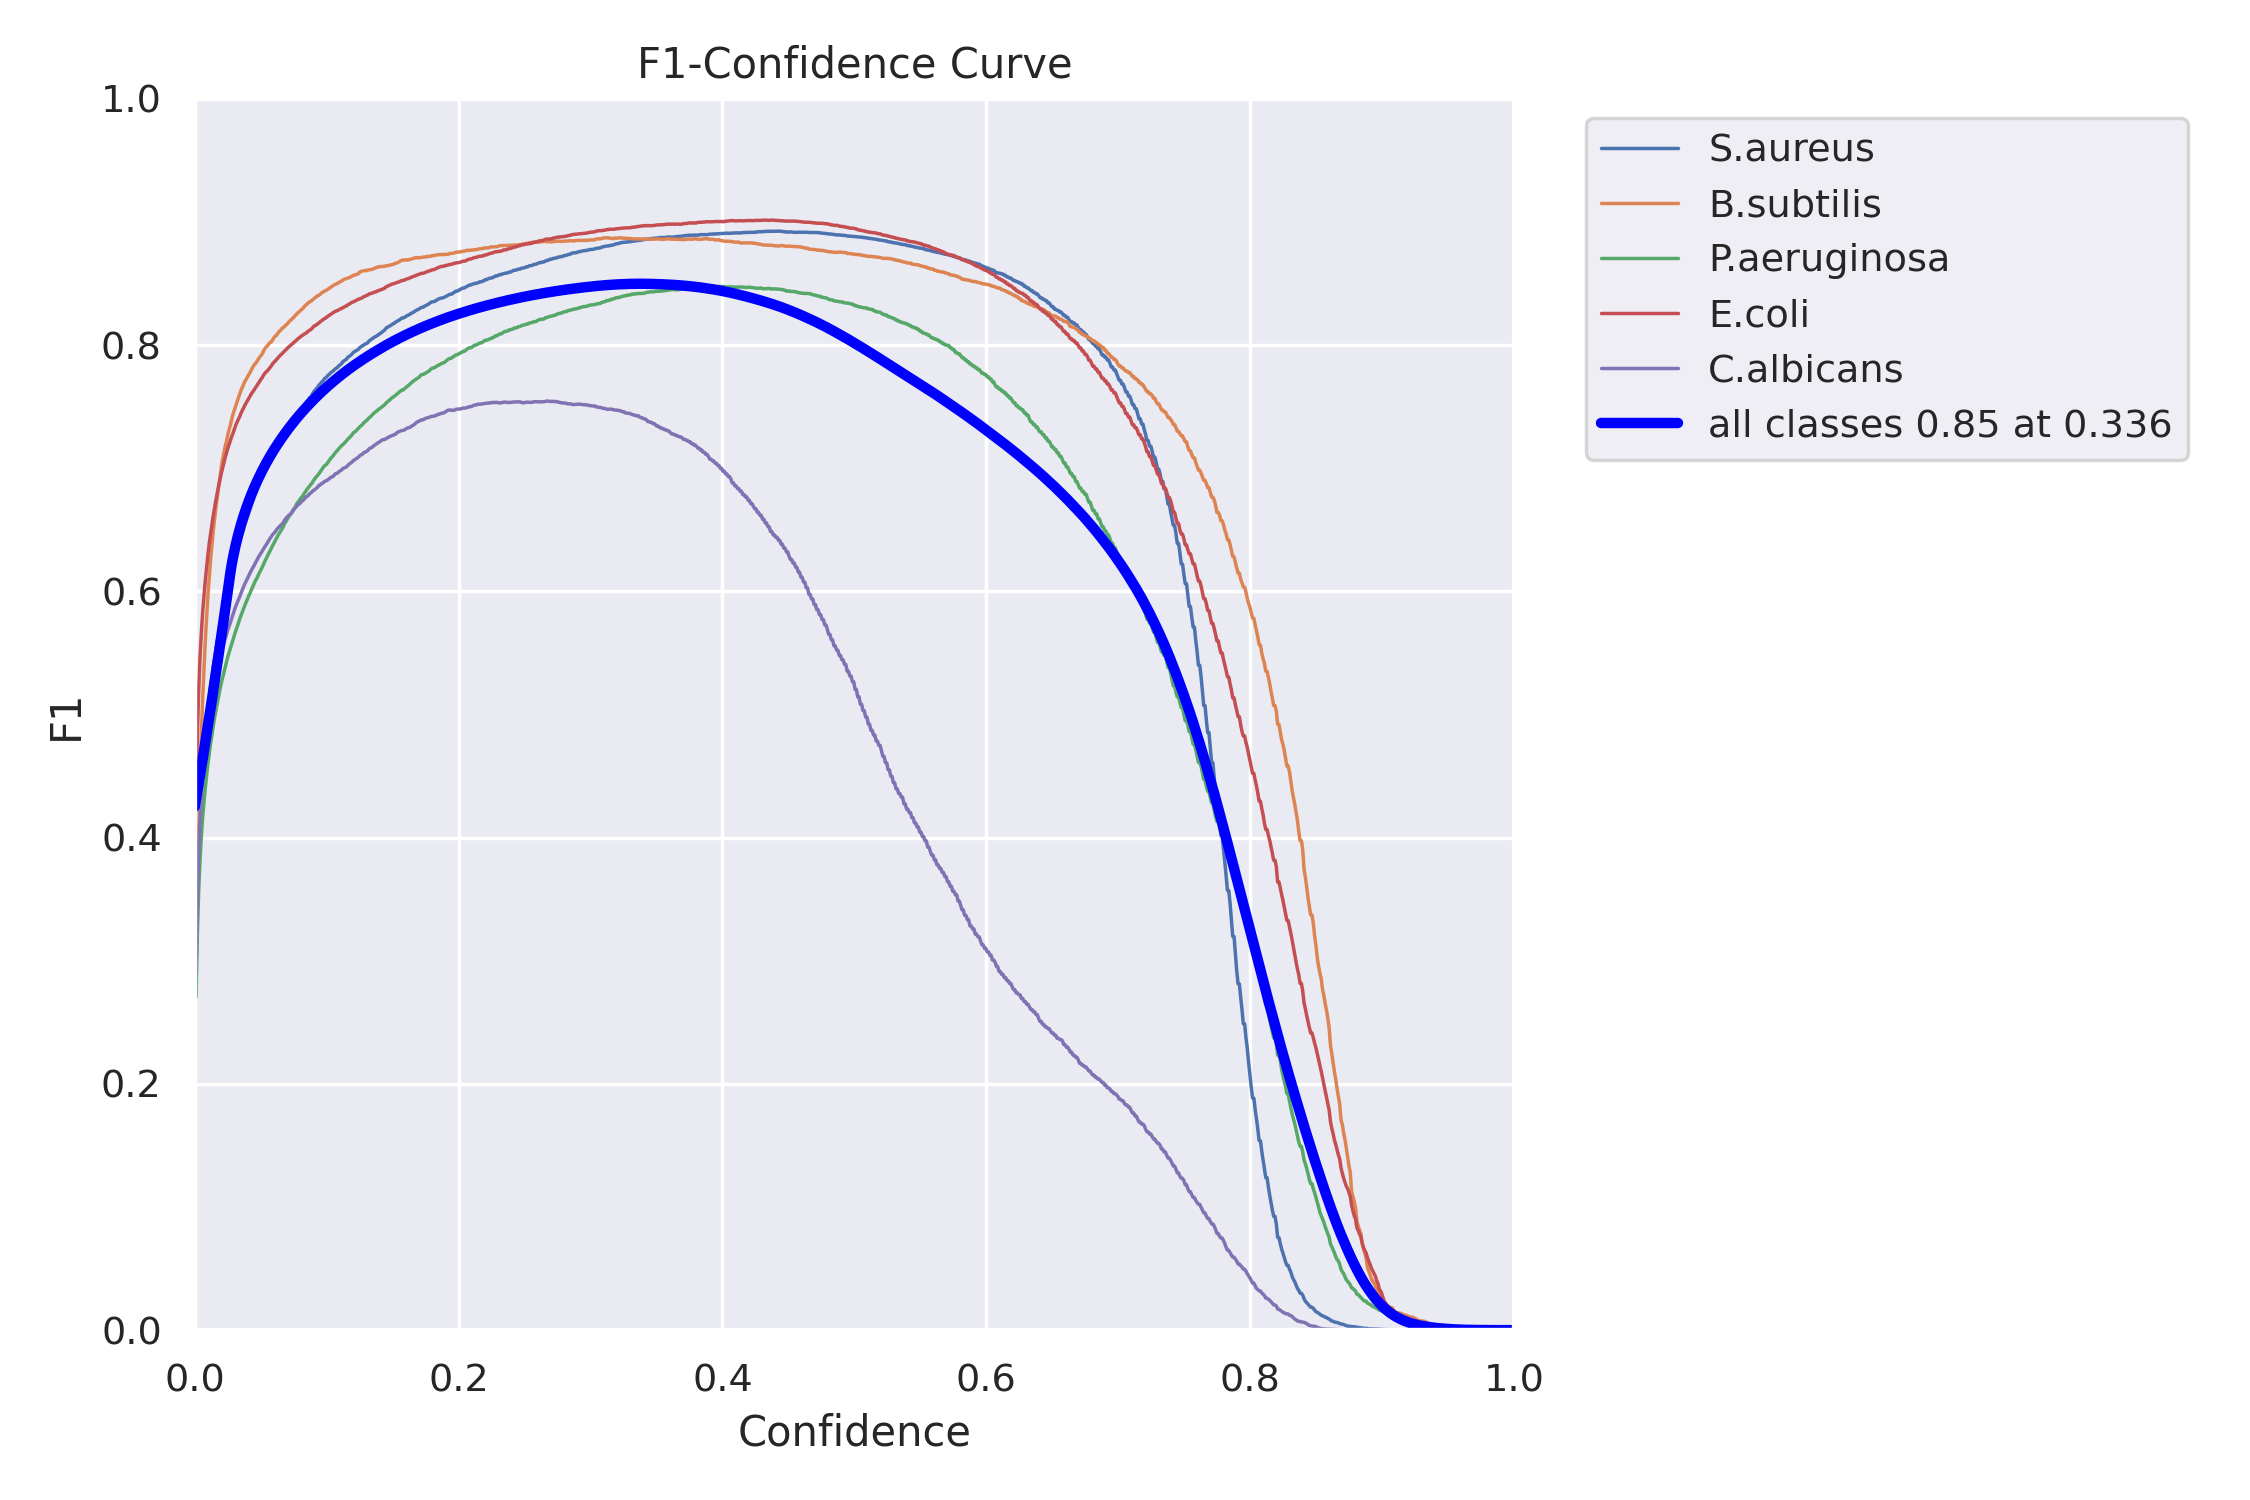 F1-Confidence Curve
1.0
0.8
0.6
0.4
0.2
0.0
F1
0.0 0.2 0.4 0.6 0.8 1.0
Confidence
S.aureus
B.subtilis
P.aeruginosa
E.coli
C.albicans
all classes 0.85 at 0.336